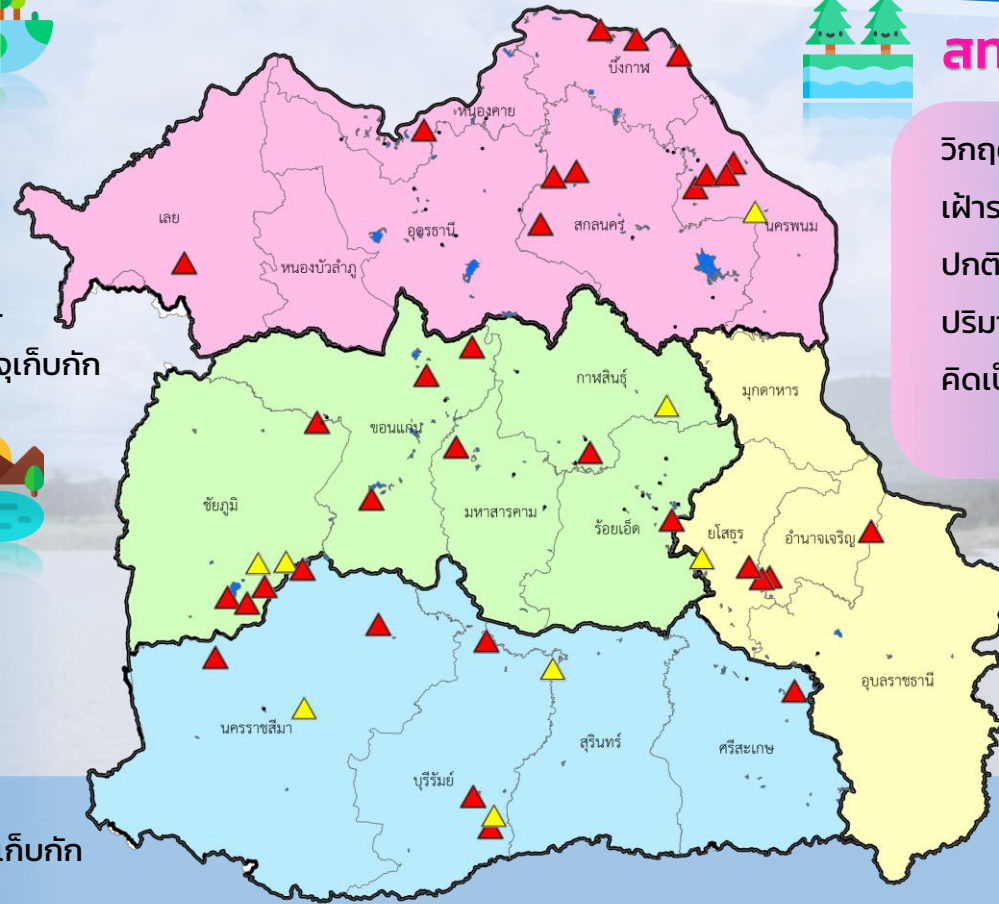 สท
วิกฤต
เฝ้าระ
ปกติ
ปริมา
คิดเป็
จุเก็บกัก
เก็บกัก
บึงกาฬ
หนองคาย
เลย
อุดรธานี
สกลนคร
นครพนม
หนองบัวลำภู
กาฬสินธุ์
มุกดาหาร
ขอนแก่น
ชัยภูมิ
มหาสารคาม
ร้อยเอ็ด
ยโสธร
อำนาจเจริญ
อุบลราชธานี
นครราชสีมา
สุรินทร์
ศรีสะเกษ
บุรีรัมย์